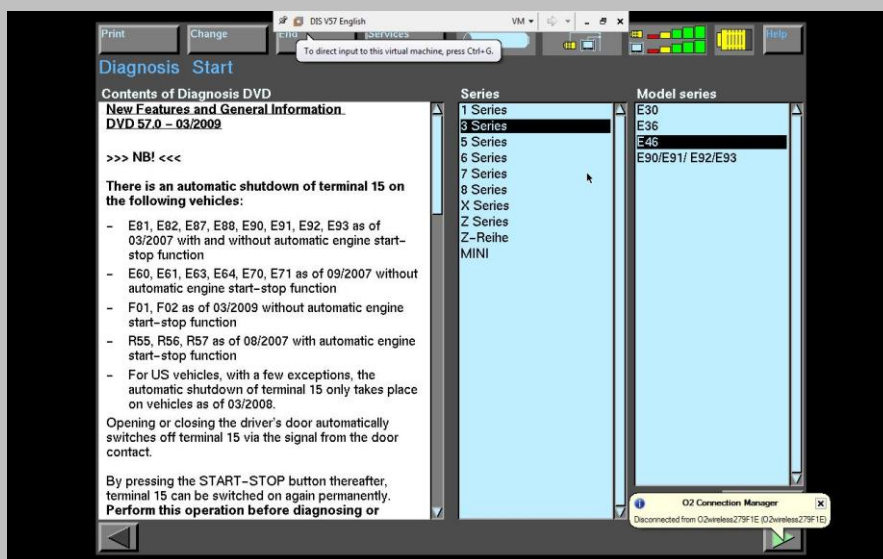 DIS V57 English
VM
To direct input to this virtual machine, press Ctrl+G.
Print
Change
End
Services
Help
Diagnosis Start
Contents of Diagnosis DVD
New Features and General Information
DVD 57.0 – 03/2009
>>> NB! <<<
There is an automatic shutdown of terminal 15 on
the following vehicles:
– E81, E82, E87, E88, E90, E91, E92, E93 as of
03/2007 with and without automatic engine start–
stop function
– E60, E61, E63, E64, E70, E71 as of 09/2007 without
automatic engine start–stop function
– F01, F02 as of 03/2009 without automatic engine
start–stop function
– R55, R56, R57 as of 08/2007 with automatic engine
start–stop function
– For US vehicles, with a few exceptions, the
automatic shutdown of terminal 15 only takes place
on vehicles as of 03/2008.
Opening or closing the driver's door automatically
switches off terminal 15 via the signal from the door
contact.
By pressing the START–STOP button thereafter,
terminal 15 can be switched on again permanently.
Perform this operation before diagnosing or
Series
1 Series
3 Series
5 Series
6 Series
7 Series
8 Series
X Series
Z Series
Z–Reihe
MINI
Model series
E30
E36
E46
E90/E91/ E92/E93
O2 Connection Manager
Disconnected from O2wireless279F1E (O2wireless279F1E)